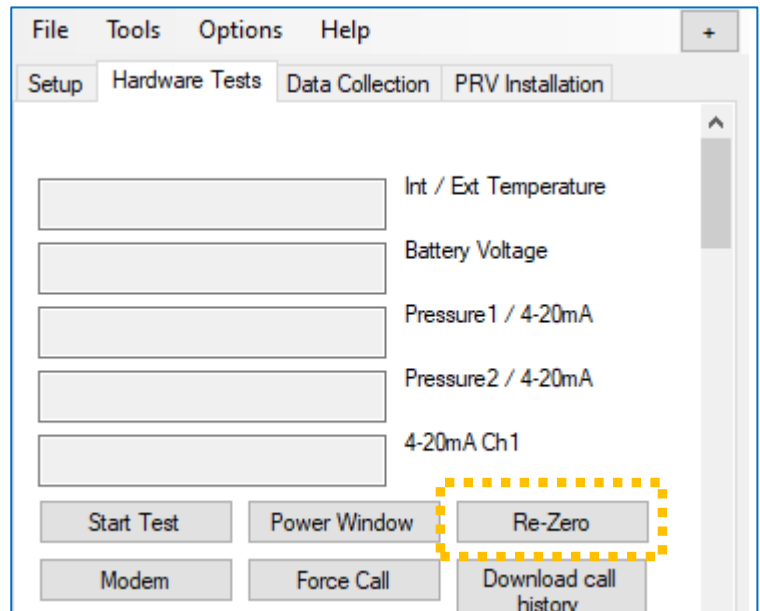 File Tools Options Help +
Setup Hardware Tests Data Collection PRV Installation
Int / Ext Temperature
Battery Voltage
Pressure1 / 4-20mA
Pressure2 / 4-20mA
4-20mA Ch1
Start Test Power Window Re-Zero
Modem Force Call Download call
history